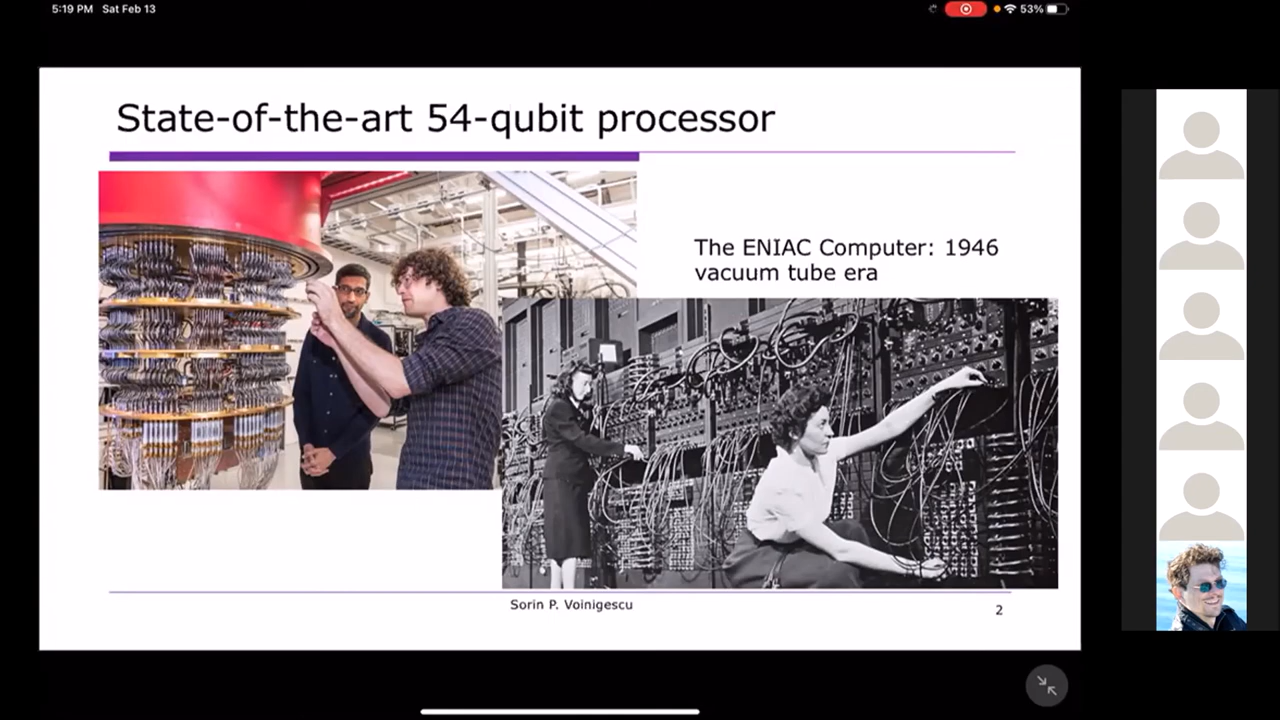 5:19 PM Sat Feb 13
53%
State-of-the-art 54-qubit processor
The ENIAC Computer: 1946
vacuum tube era
Sorin P. Voinigescu
2